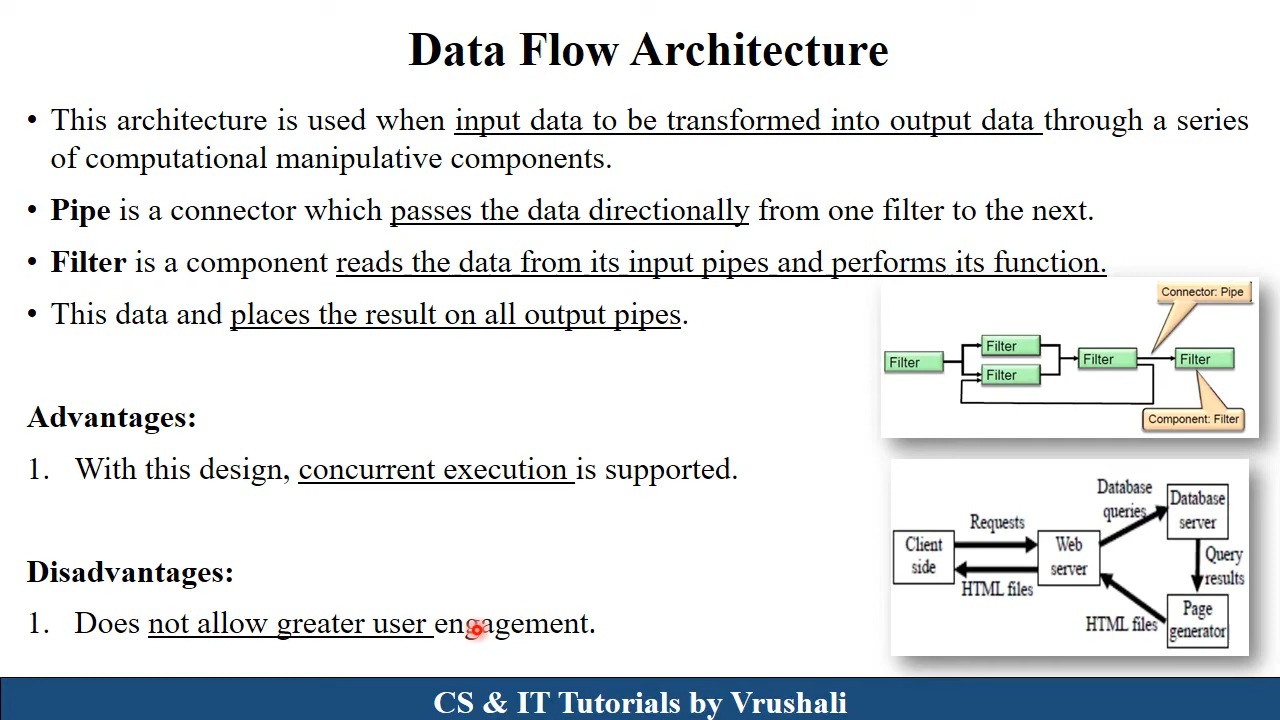 Data Flow Architecture
• This architecture is used when input data to be transformed into output data through a series
of computational manipulative components.
• Pipe is a connector which passes the data directionally from one filter to the next.
• Filter is a component reads the data from its input pipes and performs its function.
• This data and places the result on all output pipes.
Connector: Pipe
Filter
Filter
Filter
Filter
Filter
Component: Filter
Advantages:
1. With this design, concurrent execution is supported.
Disadvantages:
1. Does not allow greater user engagement.
Database
queries
Database
server
Requests
Client
side
Web
server
HTML files
Query
results
Page
generator
HTML files
CS & IT Tutorials by Vrushali